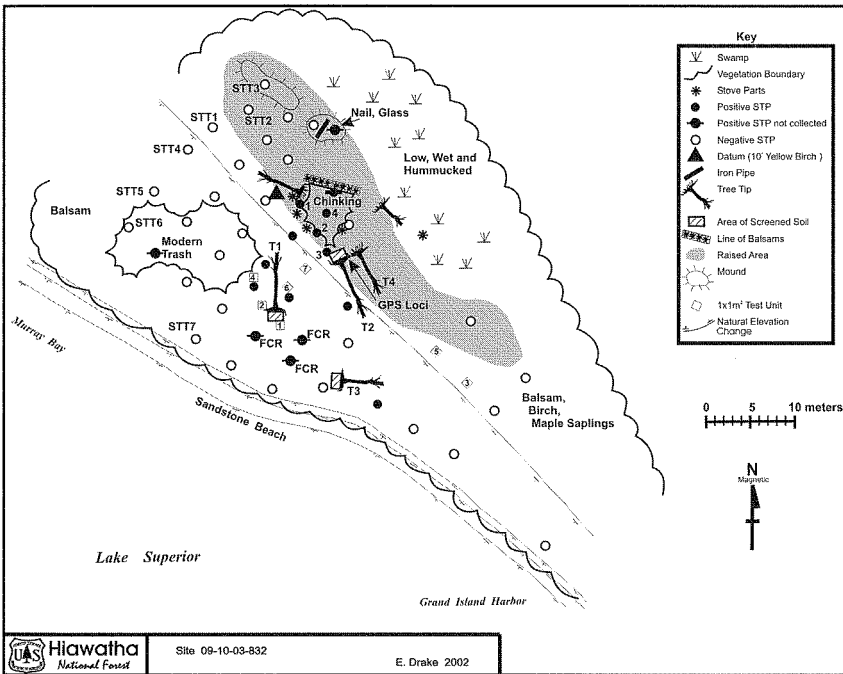 Key
Swamp
Vegetation Boundary
Stove Parts
Positive STP
Positive STP not collected
Negative STP
Datum (10" Yellow Birch )
Iron Pipe
Tree Tip
Area of Screened Soil
Line of Balsams
Raised Area
Mound
1x1m² Test Unit
Natural Elevation
Change
STT3
STT2
STT1
STT4
Nail, Glass
Low, Wet and
Hummocked
Chinking
1
4
2
3
STT5
Balsam
STT6
Modern
Trash
T1
7
4
6
2
1
T4
GPS Loci
T2
STT7
FCR
FCR
FCR
5
3
T3
Murray Bay
Sandstone Beach
Balsam,
Birch,
Maple Saplings
0 5 10 meters
N
Magnetic
Lake Superior
Grand Island Harbor
UAS
Hiawatha
National Forest
Site 09-10-03-832
E. Drake 2002